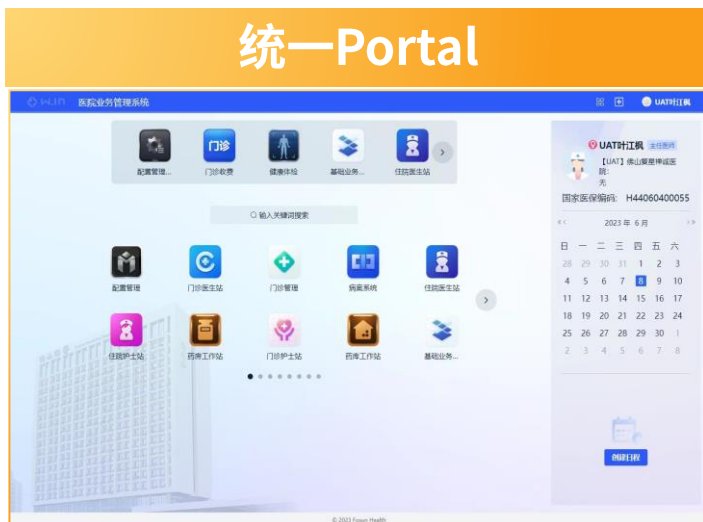 统一Portal
医院业务管理系统
UAT叶江枫
配置管理...
门诊
门诊收费
健康体检
基础业务...
住院医生站
输入关键词搜索
配置管理
门诊医生站
门诊管理
病案系统
住院医生站
住院护士站
药房工作站
门诊护士站
药库工作站
基础业务...
UAT叶江枫 主任医师
【UAT】佛山复星禅诚医
院:
无
国家医保编码: H44060400055
2023 年 6 月
日 一 二 三 四 五 六
28 29 30 31 1 2 3
4 5 6 7 8 9 10
11 12 13 14 15 16 17
18 19 20 21 22 23 24
25 26 27 28 29 30 1
2 3 4 5 6 7 8
创建日程
© 2023 Fosun Health